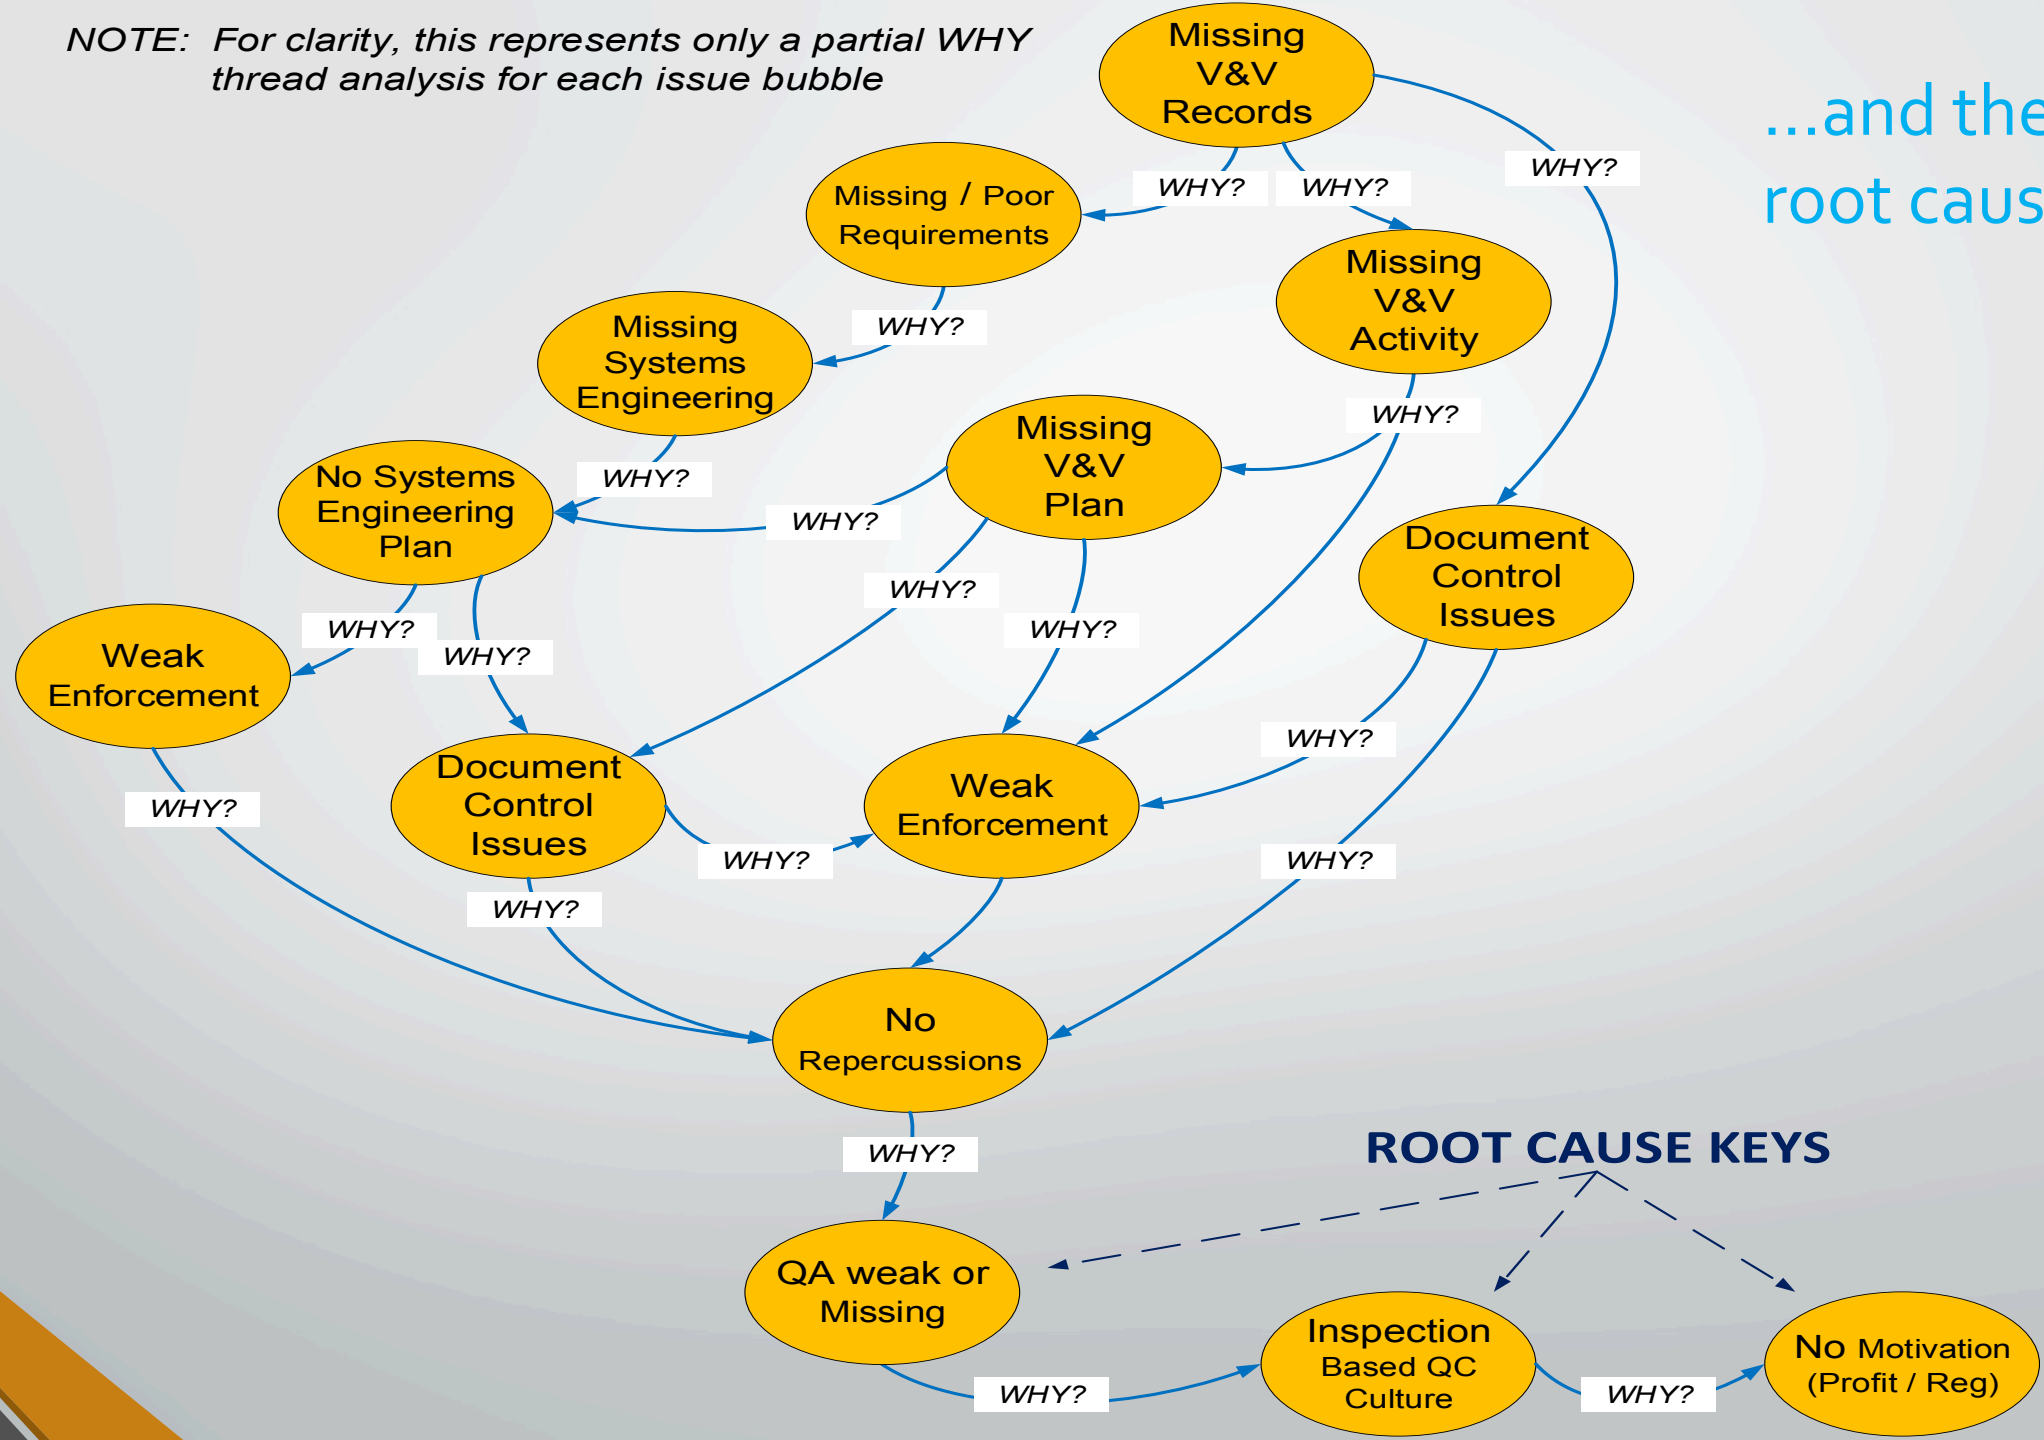 NOTE: For clarity, this represents only a partial WHY
thread analysis for each issue bubble
...and the
root caus
Missing
V&V
Records
WHY?
WHY?
WHY?
Missing / Poor
Requirements
Missing
V&V
Activity
WHY?
Missing
Systems
Engineering
WHY?
Missing
V&V
Plan
WHY?
No Systems
Engineering
Plan
WHY?
Document
Control
Issues
WHY?
WHY?
WHY?
WHY?
Weak
Enforcement
WHY?
Document
Control
Issues
Weak
Enforcement
WHY?
WHY?
WHY?
WHY?
WHY?
No
Repercussions
WHY?
ROOT CAUSE KEYS
QA weak or
Missing
Inspection
Based QC
Culture
No Motivation
(Profit / Reg)
WHY?
WHY?